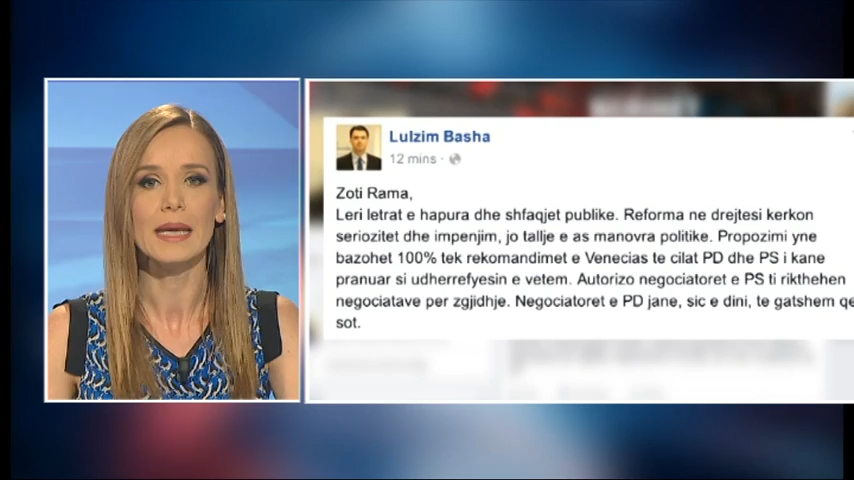 Lulzim Basha
12 mins ·
Zoti Rama,
Leri letrat e hapura dhe shfaqjet publike. Reforma ne drejtesi kerkon
seriozitet dhe impenjim, jo tallje e as manovra politike. Propozimi yne
bazohet 100% tek rekomandimet e Venecias te cilat PD dhe PS i kane
pranuar si udherrefyesin e vetem. Autorizo negociatoret e PS ti rikthehen
negociatave per zgjidhje. Negociatoret e PD jane, sic e dini, te gatshem qe
sot.